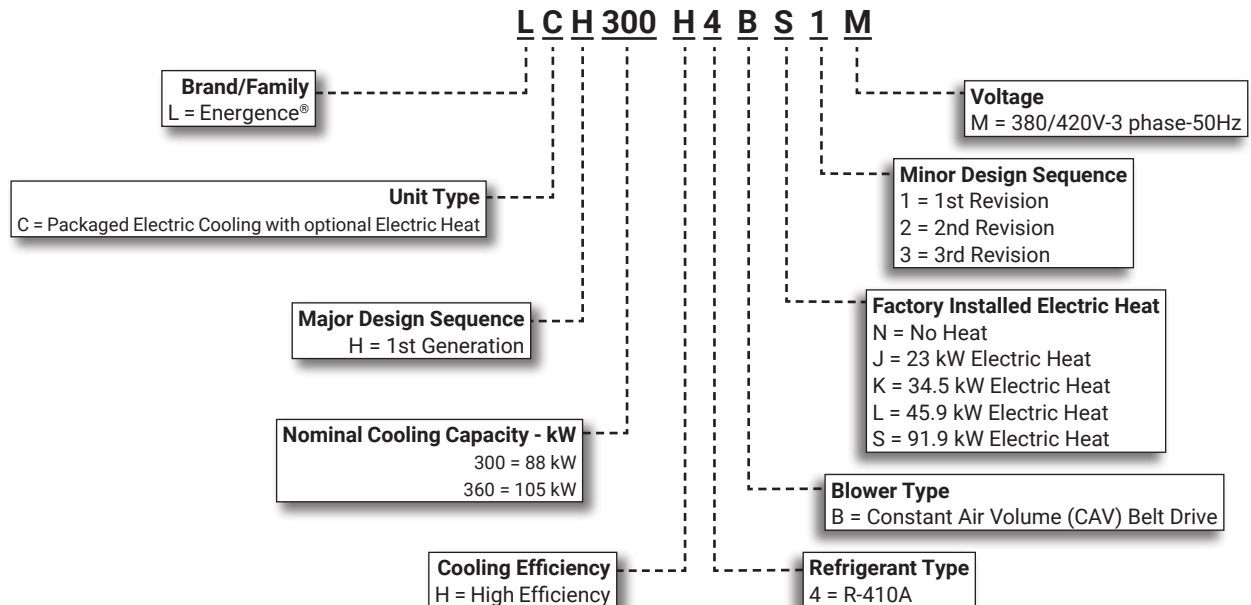 L C H 300 H 4 B S 1 M
Brand/Family
L = Energence®
Voltage
M = 380/420V-3 phase-50Hz
Unit Type
C = Packaged Electric Cooling with optional Electric Heat
Minor Design Sequence
1 = 1st Revision
2 = 2nd Revision
3 = 3rd Revision
Major Design Sequence
H = 1st Generation
Factory Installed Electric Heat
N = No Heat
J = 23 kW Electric Heat
K = 34.5 kW Electric Heat
L = 45.9 kW Electric Heat
S = 91.9 kW Electric Heat
Nominal Cooling Capacity - kW
300 = 88 kW
360 = 105 kW
Blower Type
B = Constant Air Volume (CAV) Belt Drive
Cooling Efficiency
H = High Efficiency
Refrigerant Type
4 = R-410A